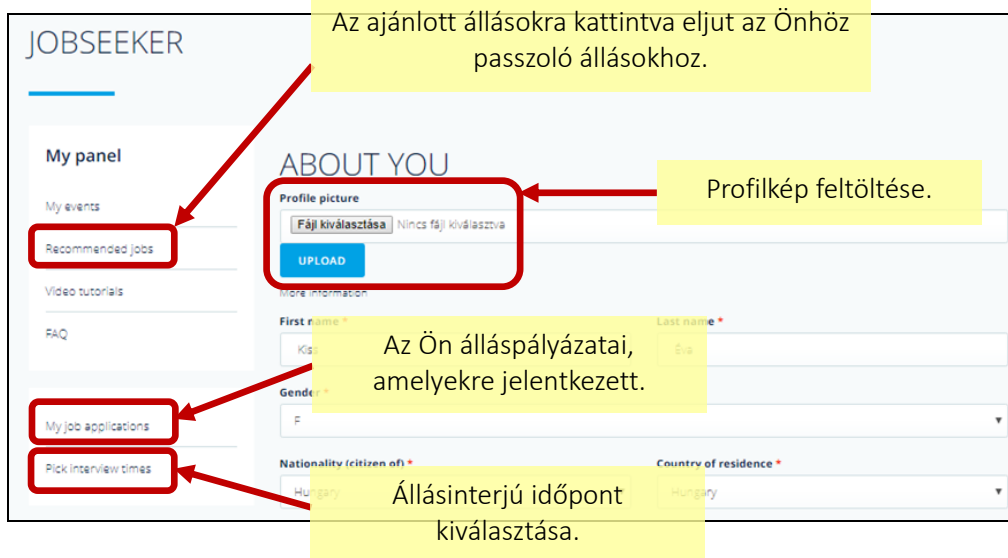 Az ajánlott állásokra kattintva eljut az Önhöz
passzoló állásokhoz.
JOBSEEKER
My panel
My events
Recommended jobs
Video tutorials
FAQ
My job applications
Pick interview times
ABOUT YOU
Profile picture
Fájl kiválasztása Nincs fájl kiválasztva
UPLOAD
More information
Profilkép feltöltése.
First name *
Last name *
Kiss
Éva
Az Ön álláspályázatai,
amelyekre jelentkezett.
Gender *
F
Nationality (citizen of) *
Country of residence *
Hungary
Hungary
Állásinterjú időpont
kiválasztása.